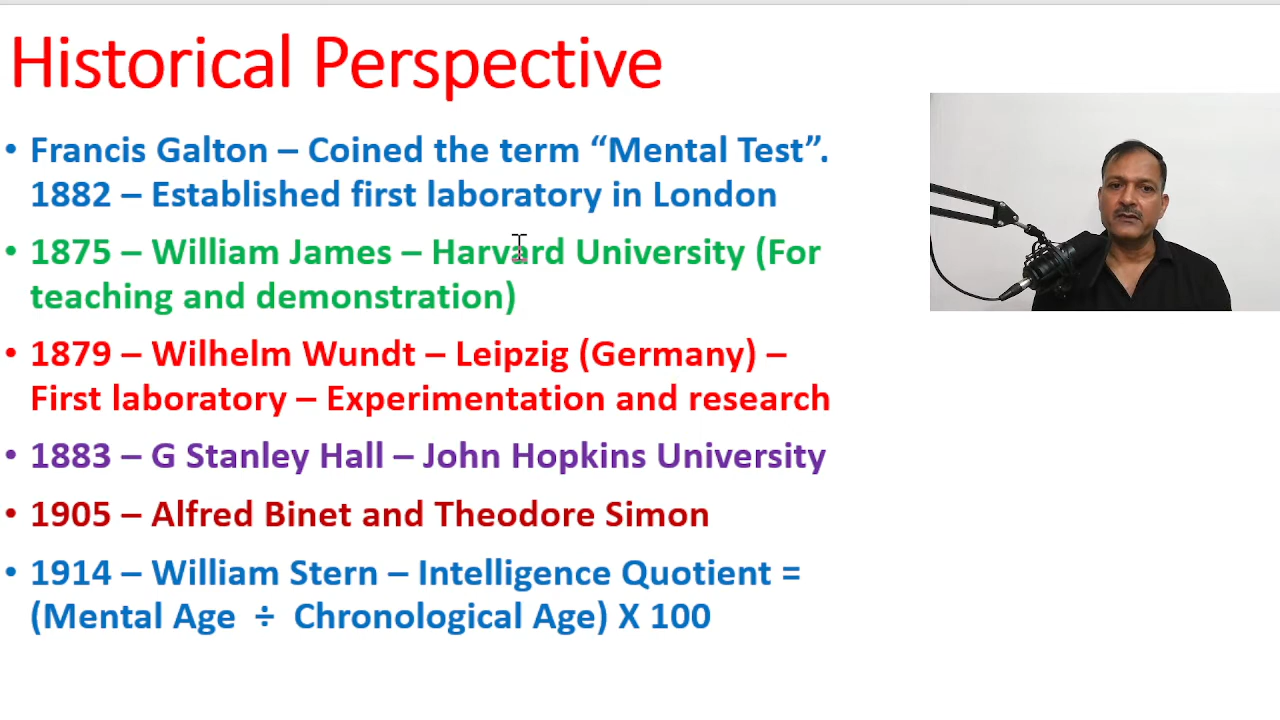 Historical Perspective
• Francis Galton – Coined the term “Mental Test”.
1882 – Established first laboratory in London
• 1875 – William James – Harvard University (For
teaching and demonstration)
• 1879 – Wilhelm Wundt – Leipzig (Germany) –
First laboratory – Experimentation and research
• 1883 – G Stanley Hall – John Hopkins University
• 1905 – Alfred Binet and Theodore Simon
• 1914 – William Stern – Intelligence Quotient =
(Mental Age ÷ Chronological Age) X 100